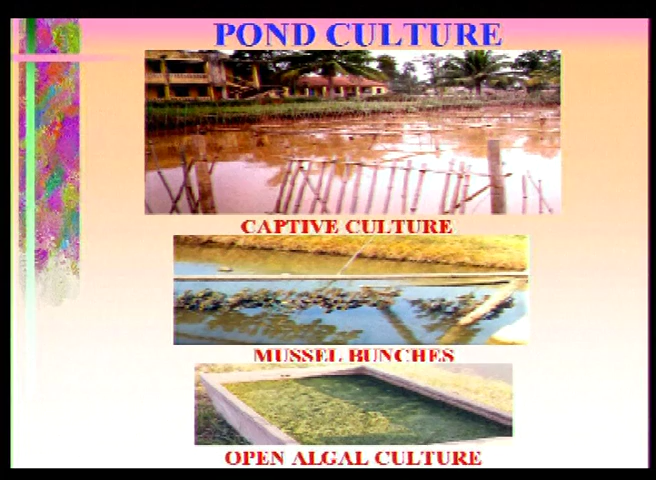 POND CULTURE
CAPTIVE CULTURE
MUSSEL BUNCHES
OPEN ALGAL CULTURE